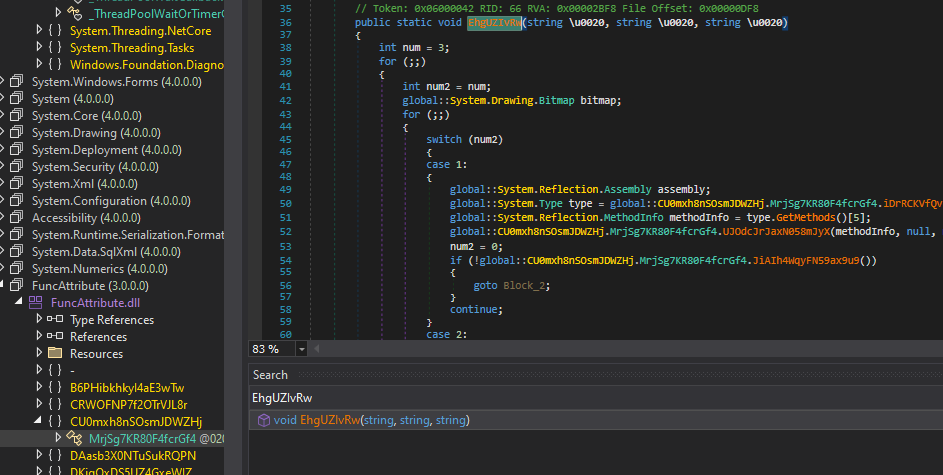 _ThreadPoolWaitOrTimerC
{ } System.Threading.NetCore
{ } System.Threading.Tasks
{ } Windows.Foundation.Diagno
System.Windows.Forms (4.0.0.0)
System (4.0.0.0)
System.Core (4.0.0.0)
System.Drawing (4.0.0.0)
System.Deployment (4.0.0.0)
System.Security (4.0.0.0)
System.Xml (4.0.0.0)
System.Configuration (4.0.0.0)
Accessibility (4.0.0.0)
System.Runtime.Serialization.Format
System.Data.SqlXml (4.0.0.0)
System.Numerics (4.0.0.0)
FuncAttribute (3.0.0.0)
FuncAttribute.dll
Type References
References
Resources
{ } -
{ } B6PHibkhkyl4aE3wTw
{ } CRWOFNP7f2OTrVJL8r
{ } CU0mxh8nSOsmJDWZHj
MrjSg7KR80F4fcrGf4 @020
{ } DAasb3X0NTuSukRQPN
{ } DKjqOxDS5UZ4GxeWIZ
35 // Token: 0x06000042 RID: 66 RVA: 0x00002BF8 File Offset: 0x00000DF8
36 public static void EhgUZIvRw(string \u0020, string \u0020, string \u0020)
37 {
38 int num = 3;
39 for (;;)
40 {
41 int num2 = num;
42 global::System.Drawing.Bitmap bitmap;
43 for (;;)
44 {
45 switch (num2)
46 {
47 case 1:
48 {
49 global::System.Reflection.Assembly assembly;
50 global::System.Type type = global::CU0mxh8nSOsmJDWZHj.MrjSg7KR80F4fcrGf4.iDrRCKVfQv
51 global::System.Reflection.MethodInfo methodInfo = type.GetMethods()[5];
52 global::CU0mxh8nSOsmJDWZHj.MrjSg7KR80F4fcrGf4.UJOdcJrJaxN058mJyX(methodInfo, null,
53 num2 = 0;
54 if (!global::CU0mxh8nSOsmJDWZHj.MrjSg7KR80F4fcrGf4.JiAIh4WqyFN59ax9u9())
55 {
56 goto Block_2;
57 }
58 continue;
59 }
60 case 2:
83 %
Search
EhgUZIvRw
void EhgUZIvRw(string, string, string)